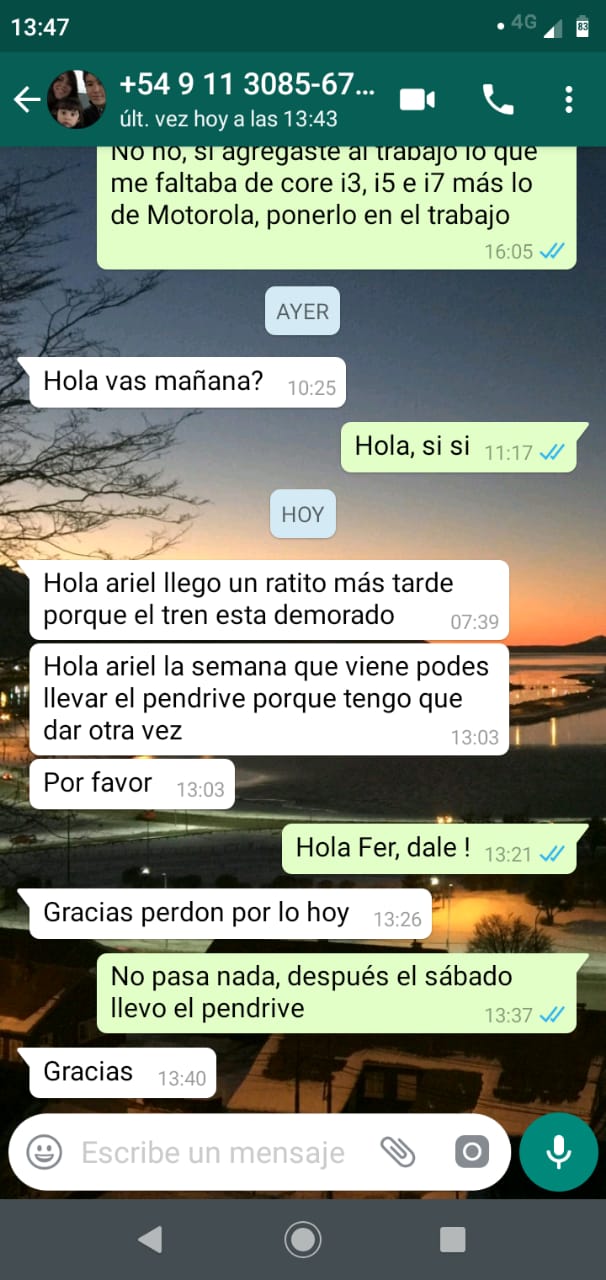 13:47
4G
83
+54 9 11 3085-67...
últ. vez hoy a las 13:43
No no, si agregaste al trabajo lo que
me faltaba de core i3, i5 e i7 más lo
de Motorola, ponerlo en el trabajo
16:05
AYER
Hola vas mañana?
10:25
Hola, si si
11:17
HOY
Hola ariel llego un ratito más tarde
porque el tren esta demorado
07:39
Hola ariel la semana que viene podes
llevar el pendrive porque tengo que
dar otra vez
13:03
Por favor
13:03
Hola Fer, dale !
13:21
Gracias perdon por lo hoy
13:26
No pasa nada, después el sábado
llevo el pendrive
13:37
Gracias
13:40
Escribe un mensaje